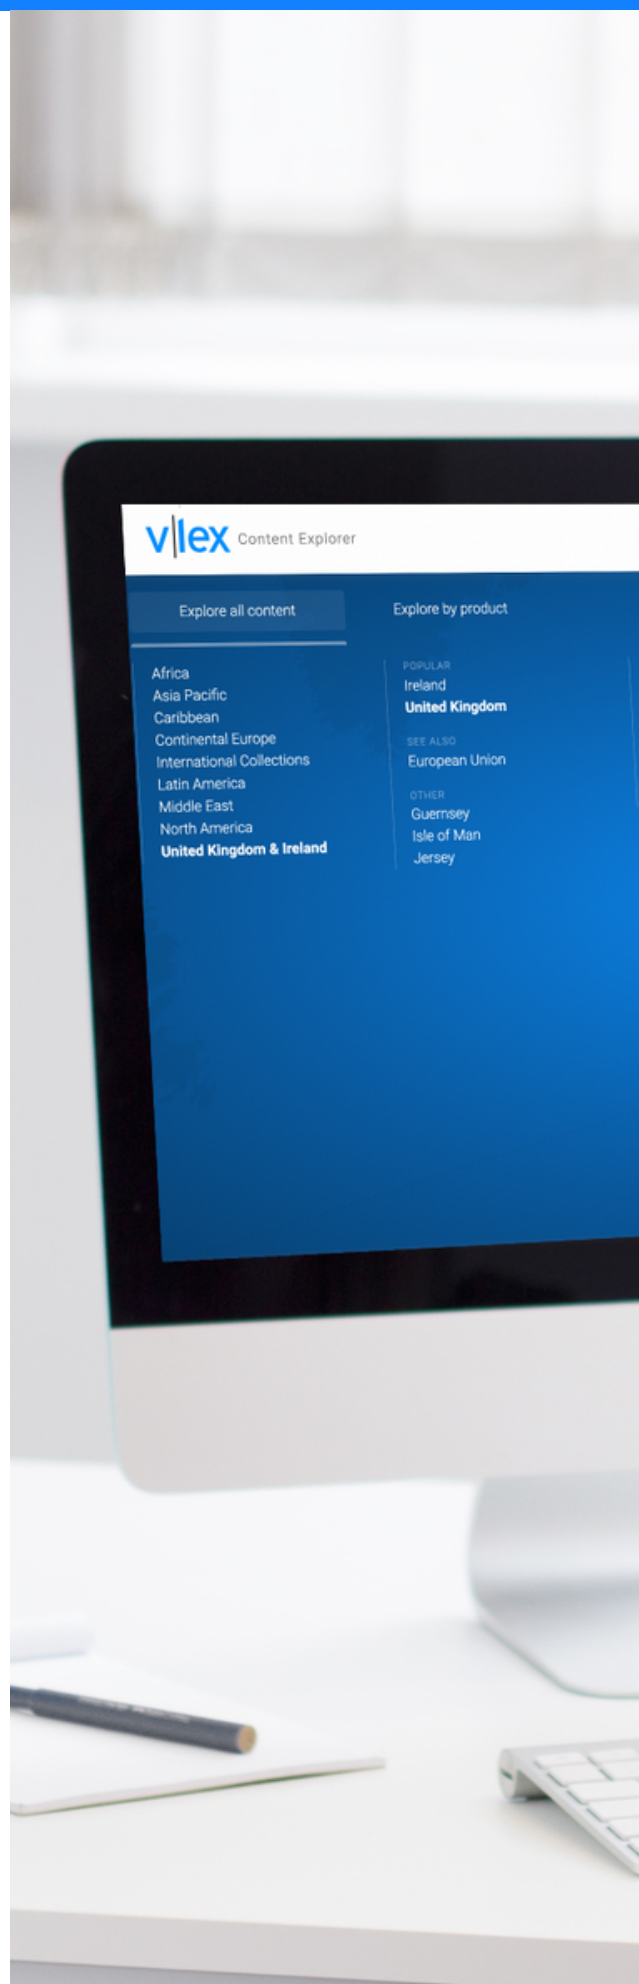 v|lex Content Explorer
Explore all content
Explore by product
Africa
Asia Pacific
Caribbean
Continental Europe
International Collections
Latin America
Middle East
North America
United Kingdom & Ireland
POPULAR
Ireland
United Kingdom
SEE ALSO
European Union
OTHER
Guernsey
Isle of Man
Jersey